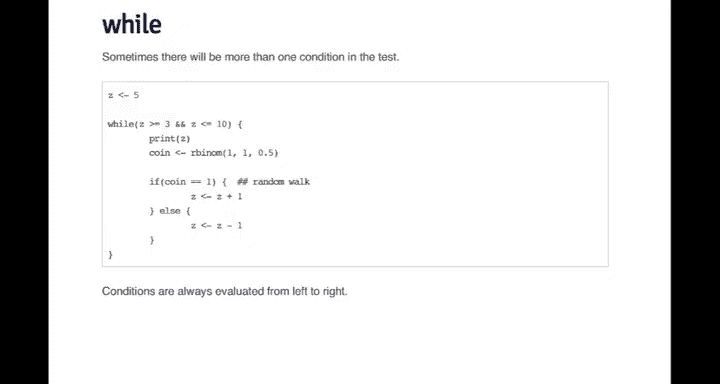 while
Sometimes there will be more than one condition in the test.
z <- 5
while(z >= 3 && z <= 10) {
print(z)
coin <- rbinom(1, 1, 0.5)
if(coin == 1) {  ## random walk
z <- z + 1
} else {
z <- z - 1
}
}
Conditions are always evaluated from left to right.